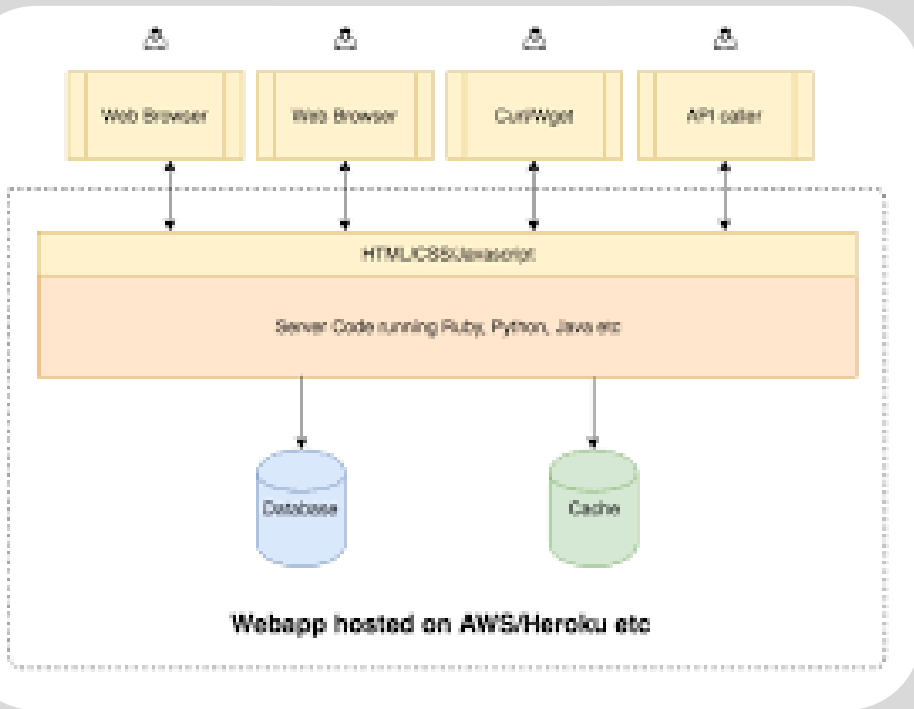 Web Browser
Web Browser
Curl/Wget
API caller
HTML/CSS/Javascript
Server Code running Ruby, Python, Java etc
Database
Cache
Webapp hosted on AWS/Heroku etc